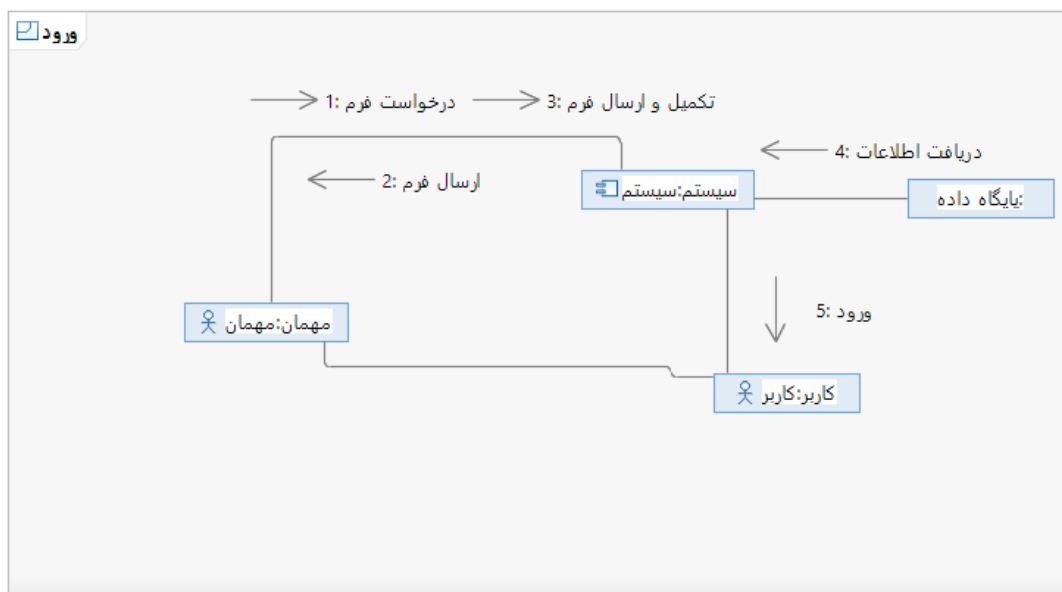 ورود
1: درخواست فرم
3: تکمیل و ارسال فرم
4: دریافت اطلاعات
2: ارسال فرم
سیستم:سیستم
:پایگاه داده
مهمان:مهمان
5: ورود
کاربر:کاربر